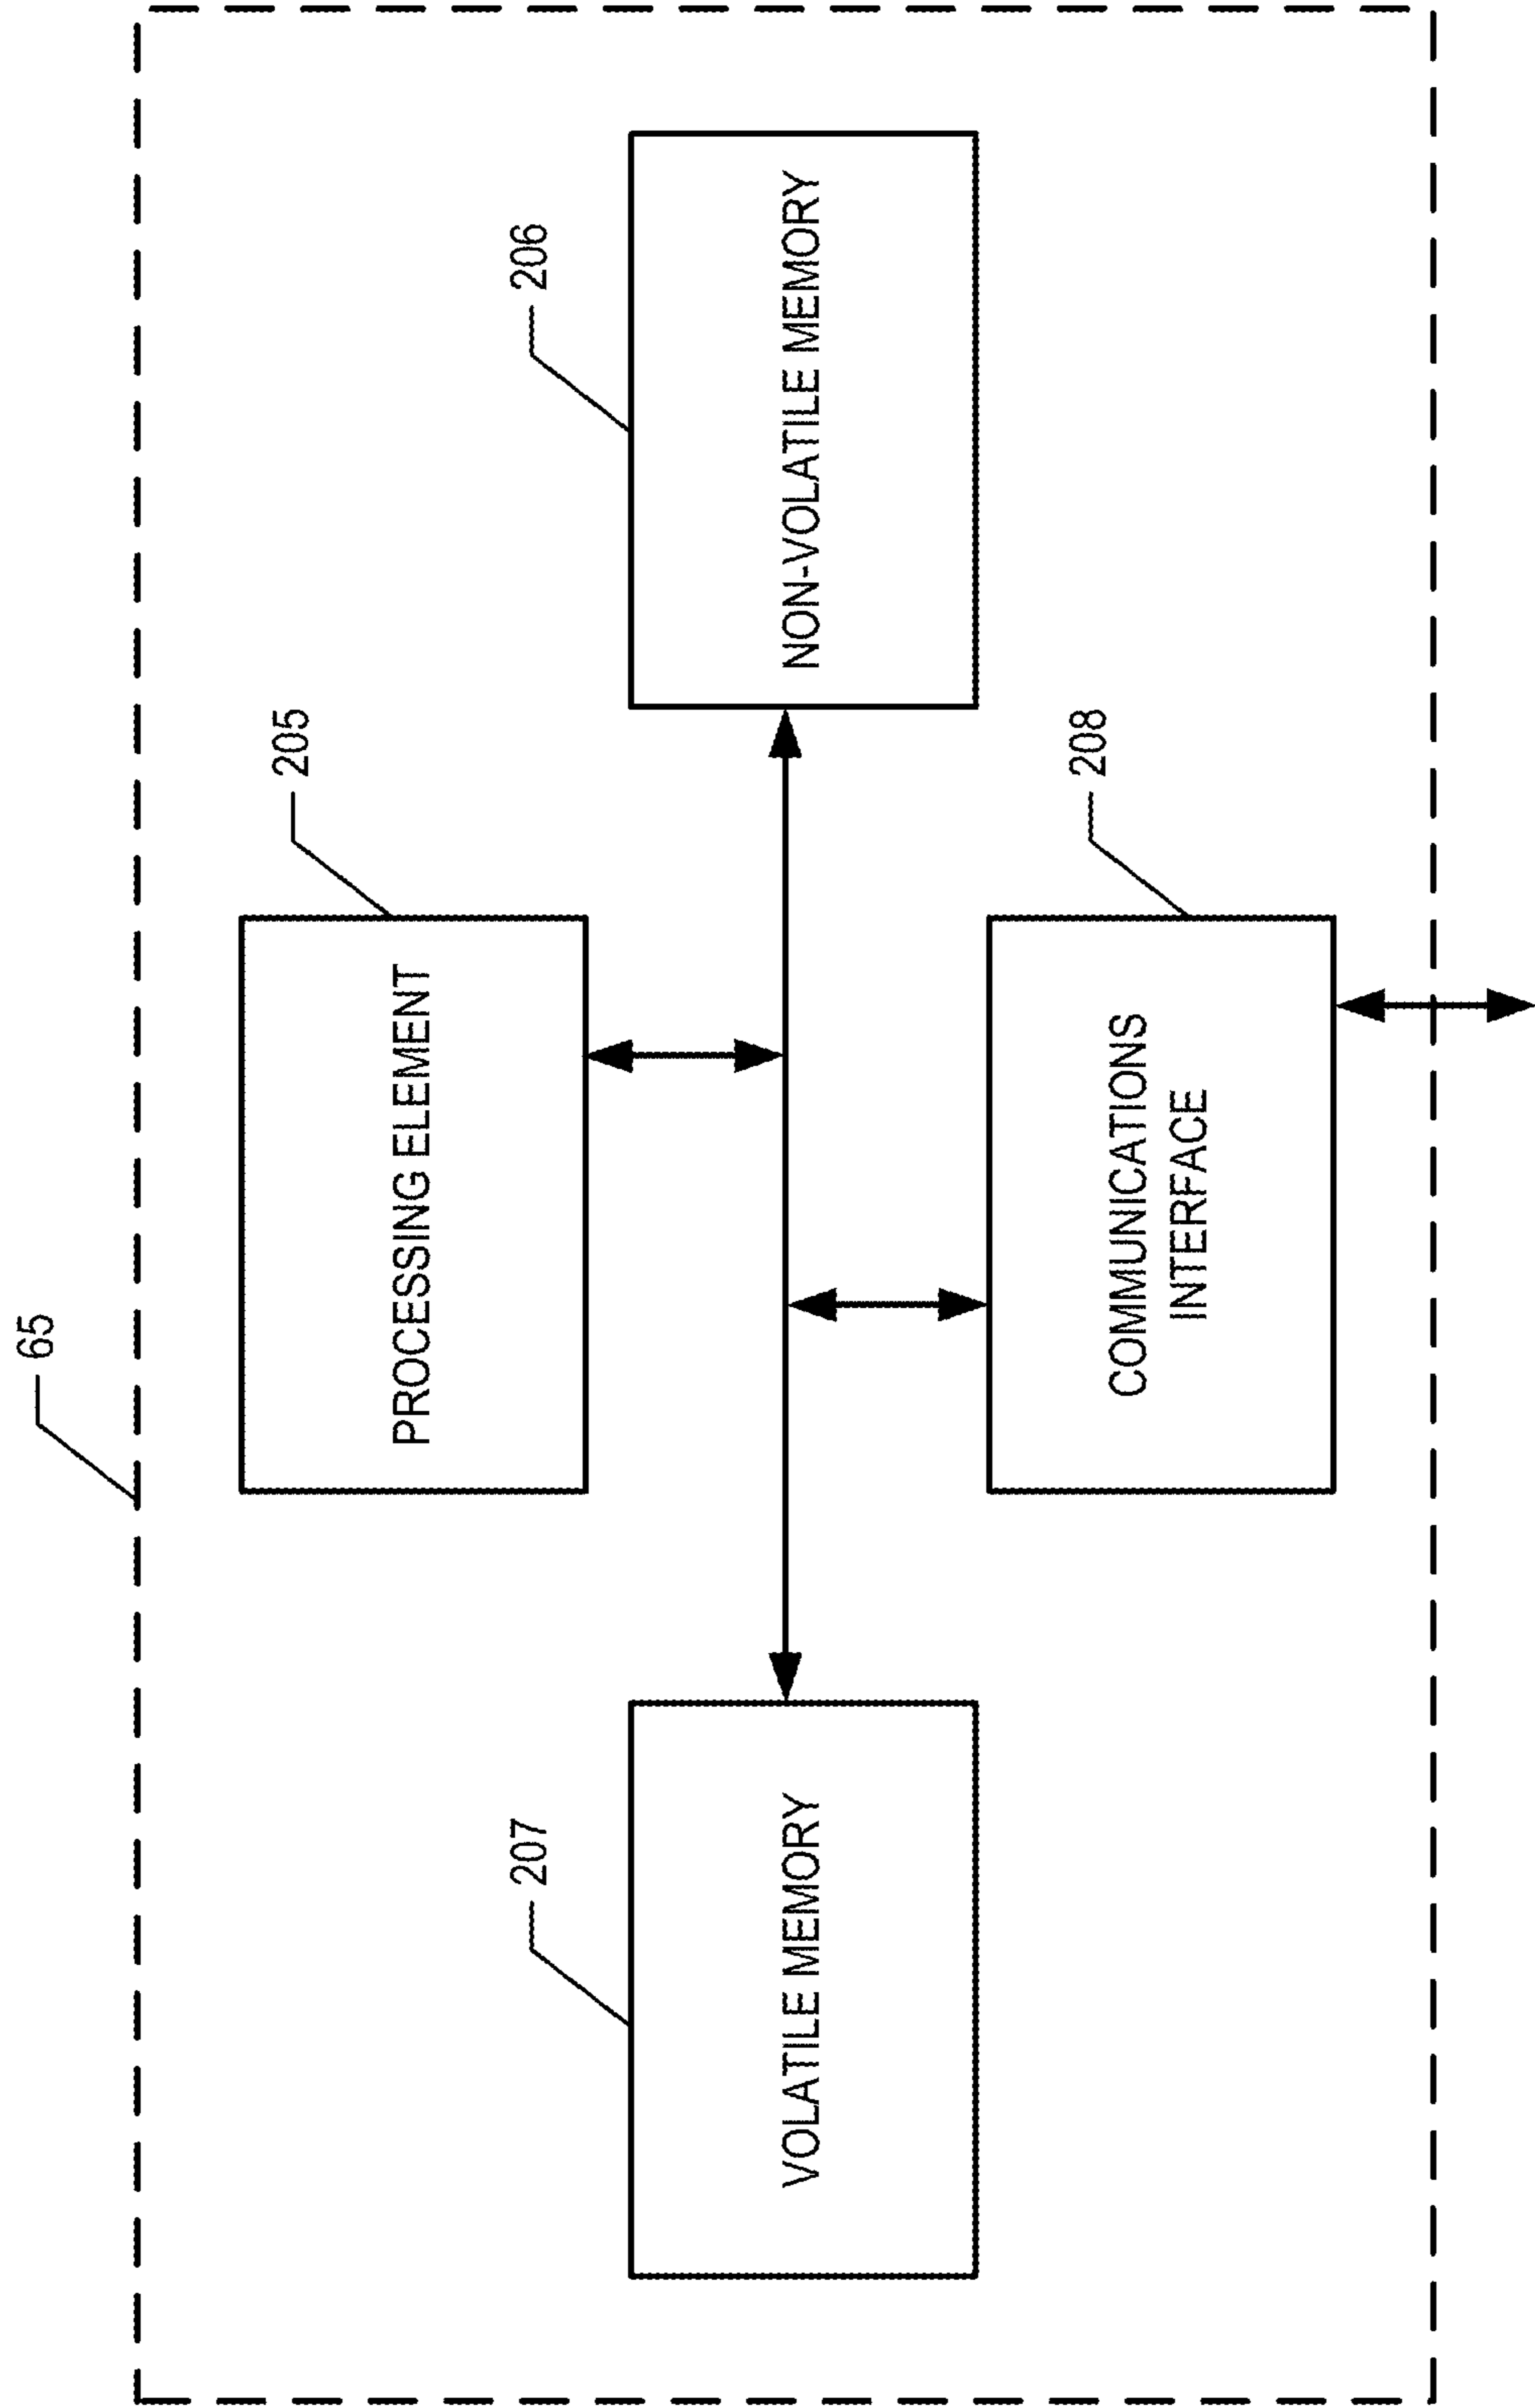 65
205
PROCESSING ELEMENT
207
VOLATILE MEMORY
206
NON-VOLATILE MEMORY
208
COMMUNICATIONS
INTERFACE